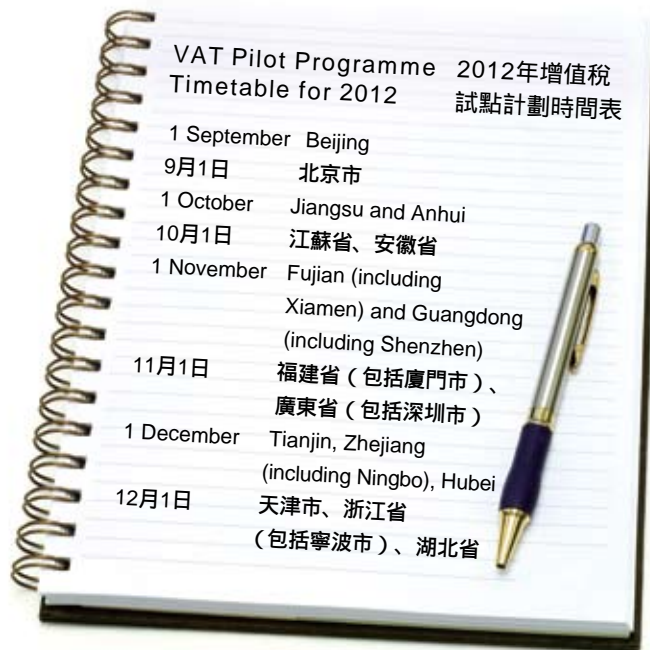 VAT Pilot Programme 2012年增值稅
Timetable for 2012 試點計劃時間表
1 September Beijing
9月1日 北京市
1 October Jiangsu and Anhui
10月1日 江蘇省、安徽省
1 November Fujian (including
Xiamen) and Guangdong
(including Shenzhen)
11月1日 福建省（包括廈門市）、
廣東省（包括深圳市）
1 December Tianjin, Zhejiang
(including Ningbo), Hubei
12月1日 天津市、浙江省
（包括寧波市）、湖北省